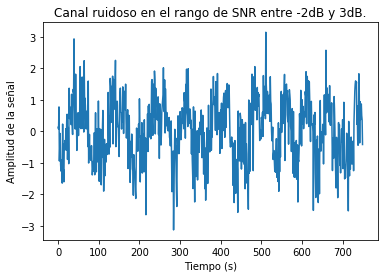 Canal ruidoso en el rango de SNR entre -2dB y 3dB.
3
2
1
0
−1
−2
−3
Amplitud de la señal
0 100 200 300 400 500 600 700
Tiempo (s)